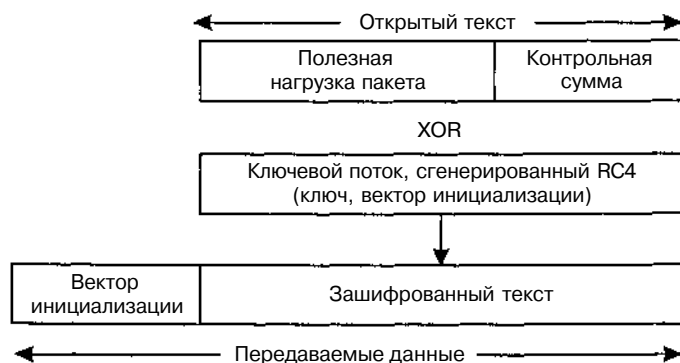 Открытый текст
Полезная
нагрузка пакета
Контрольная
сумма
XOR
Ключевой поток, сгенерированный RC4
(ключ, вектор инициализации)
Вектор
инициализации
Зашифрованный текст
Передаваемые данные